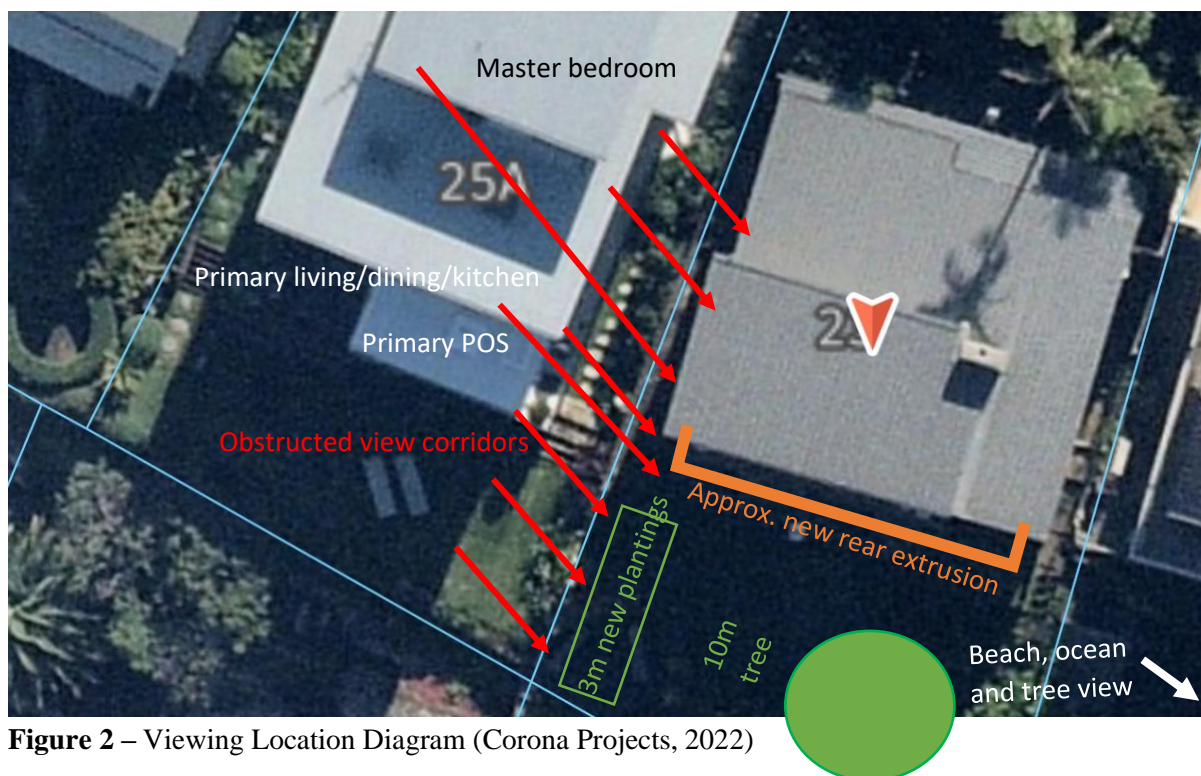 Master bedroom
25A
Primary living/dining/kitchen
Primary POS
Obstructed view corridors
Approx. new rear extrusion
3m new plantings
10m
tree
Beach, ocean
and tree view
Figure 2 – Viewing Location Diagram (Corona Projects, 2022)